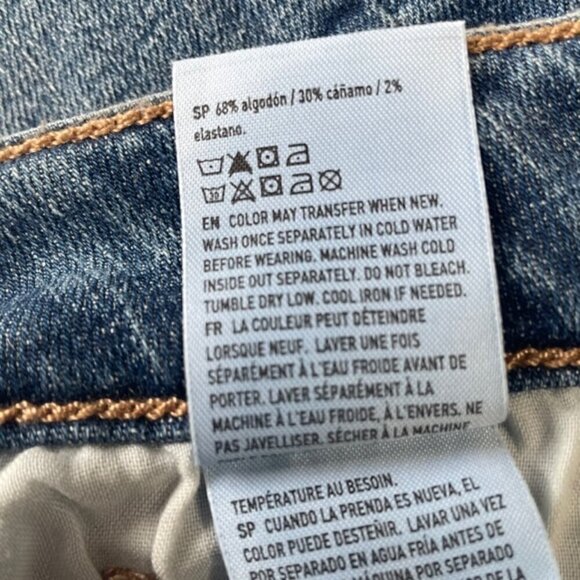 SP 68% algodón / 30% cáñamo / 2%
elastano.
EN COLOR MAY TRANSFER WHEN NEW.
WASH ONCE SEPARATELY IN COLD WATER
BEFORE WEARING. MACHINE WASH COLD
INSIDE OUT SEPARATELY. DO NOT BLEACH.
TUMBLE DRY LOW. COOL IRON IF NEEDED.
FR LA COULEUR PEUT DÉTEINDRE
LORSQUE NEUF. LAVER UNE FOIS
SÉPARÉMENT À L'EAU FROIDE AVANT DE
PORTER. LAVER SÉPARÉMENT À LA
MACHINE À L'EAU FROIDE, À L'ENVERS. NE
PAS JAVELLISER. SÉCHER À LA MACHINE
TEMPÉRATURE AU BESOIN.
SP CUANDO LA PRENDA ES NUEVA, EL
COLOR PUEDE DESTEÑIR. LAVAR UNA VEZ
POR SEPARADO EN AGUA FRÍA ANTES DE
MÁQUINA POR SEPARADO